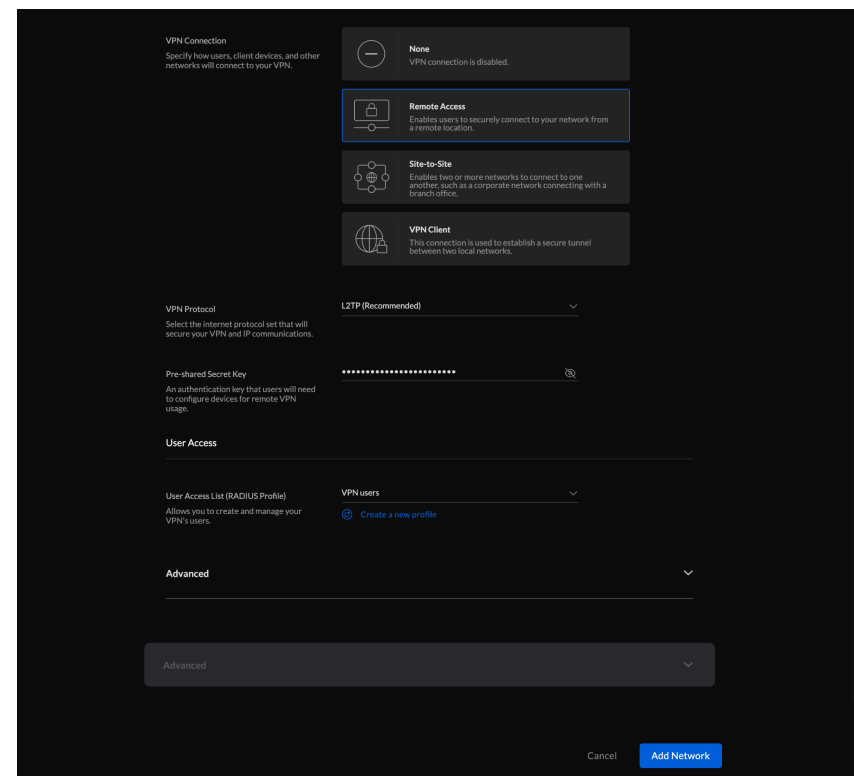 VPN Connection
Specify how users, client devices, and other
networks will connect to your VPN.
None
VPN connection is disabled.
Remote Access
Enables users to securely connect to your network from
a remote location.
Site-to-Site
Enables two or more networks to connect to one
another, such as a corporate network connecting with a
branch office.
VPN Client
This connection is used to establish a secure tunnel
between two local networks.
VPN Protocol
Select the internet protocol set that will
secure your VPN and IP communications.
L2TP (Recommended)
Pre-shared Secret Key
An authentication key that users will need
to configure devices for remote VPN
usage.
••••••••••••••••••••••••
User Access
User Access List (RADIUS Profile)
Allows you to create and manage your
VPN's users.
VPN users
Create a new profile
Advanced
Advanced
Cancel
Add Network